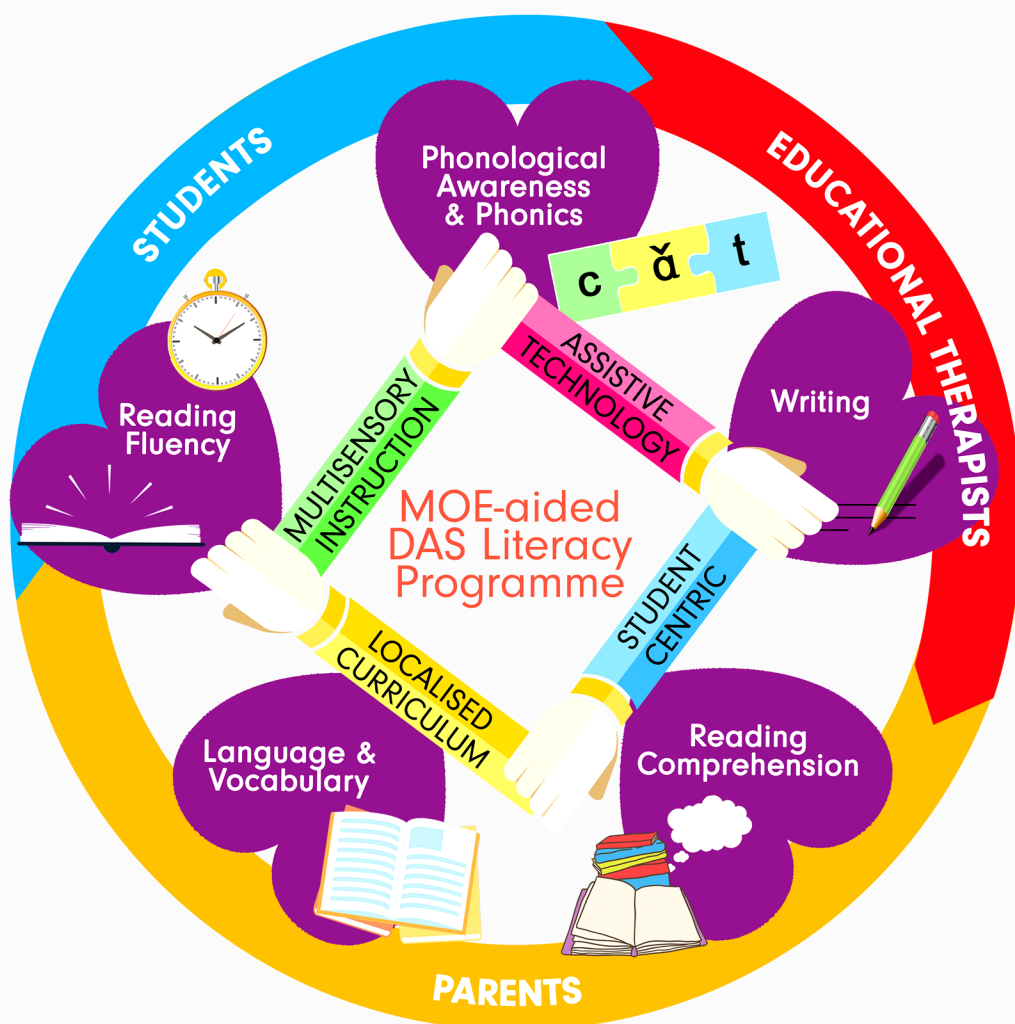 STUDENTS
EDUCATIONAL THERAPISTS
Phonological
Awareness
& Phonics
c ă t
ASSISTIVE
TECHNOLOGY
Writing
Reading
Fluency
MULTISENSORY
INSTRUCTION
MOE-aided
DAS Literacy
Programme
STUDENT
CENTRIC
LOCALISED
CURRICULUM
Language &
Vocabulary
Reading
Comprehension
PARENTS